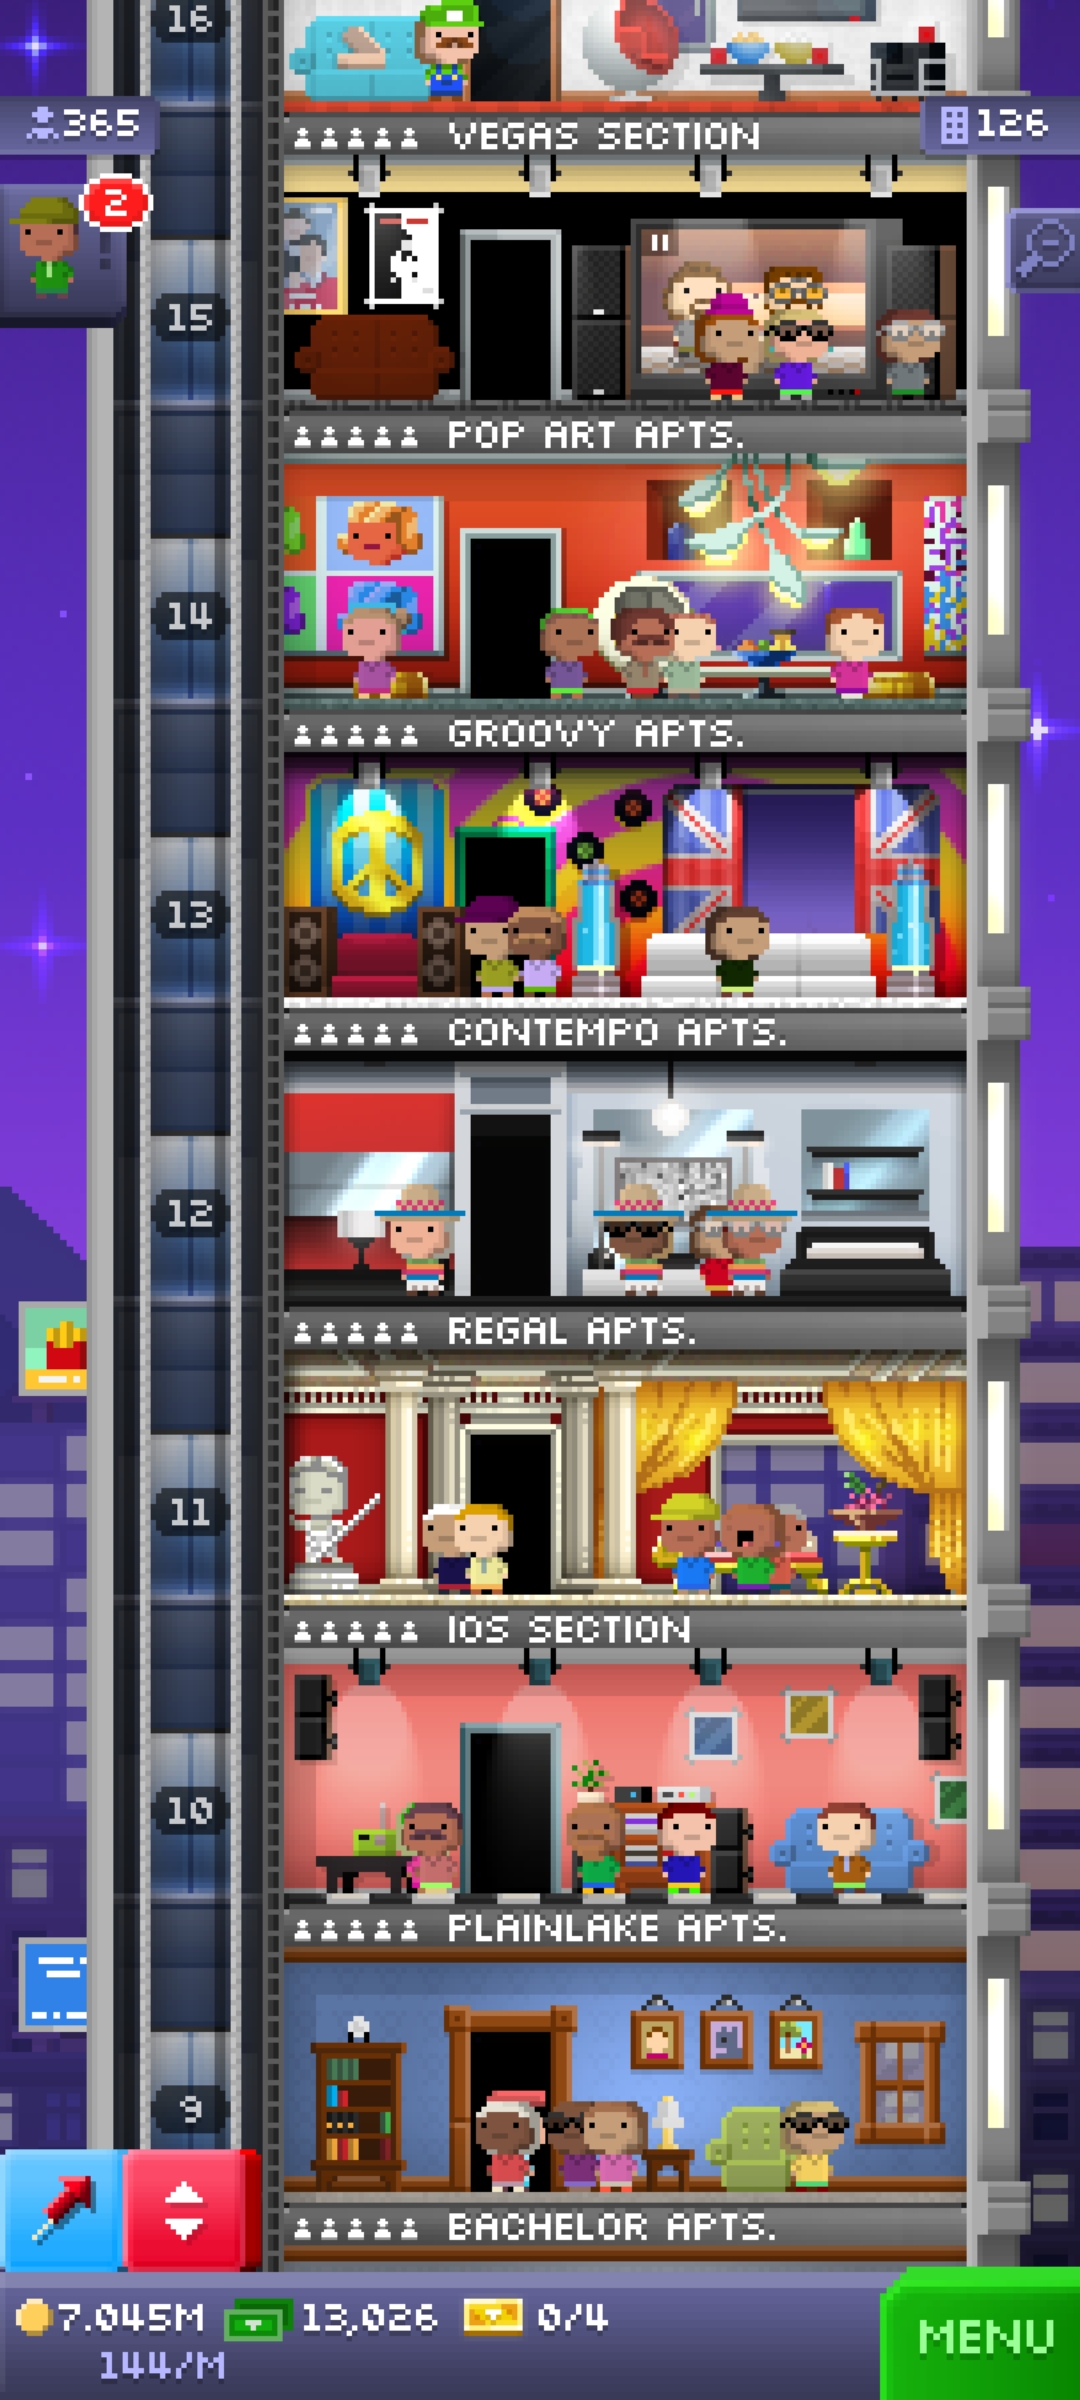 16
365
VEGAS SECTION
126
2
15
POP ART APTS.
14
GROOVY APTS.
13
CONTEMPO APTS.
12
REGAL APTS.
11
IOS SECTION
10
PLAINLAKE APTS.
9
BACHELOR APTS.
7.045M 13,026 0/4
144/M
MENU